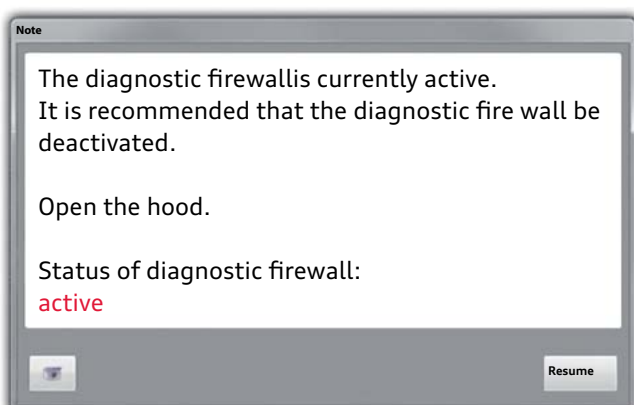 Note
The diagnostic firewallis currently active.
It is recommended that the diagnostic fire wall be
deactivated.
Open the hood.
Status of diagnostic firewall:
active
Resume